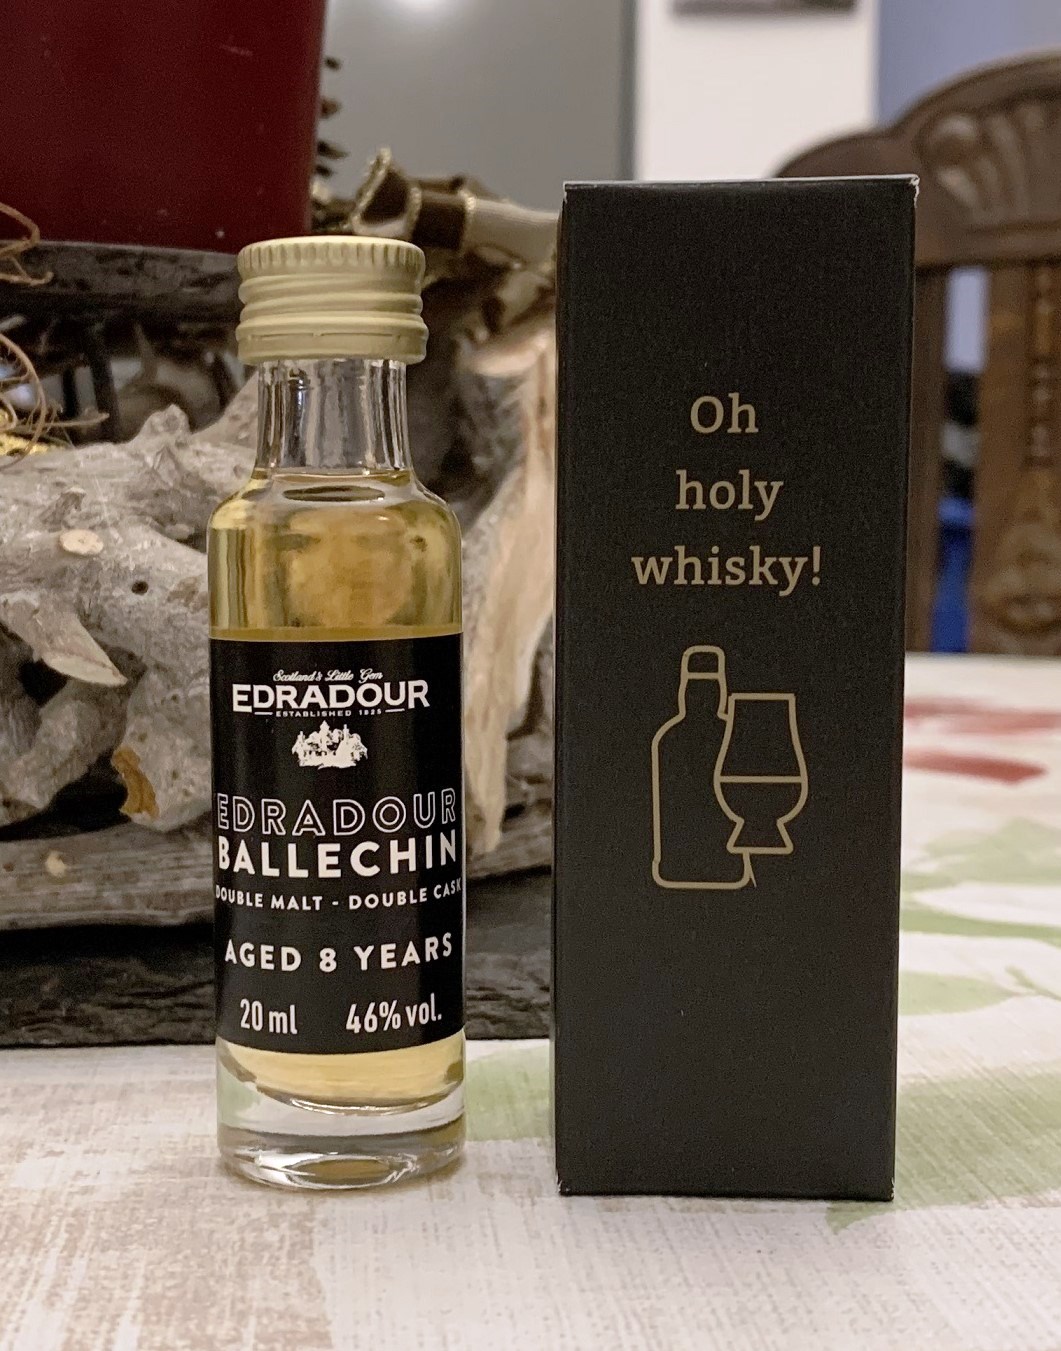 Scotland's Little Gem
EDRADOUR
ESTABLISHED 1825
EDRADOUR
BALLECHIN
DOUBLE MALT - DOUBLE CASK
AGED 8 YEARS
20 ml 46% vol.
Oh
holy
whisky!